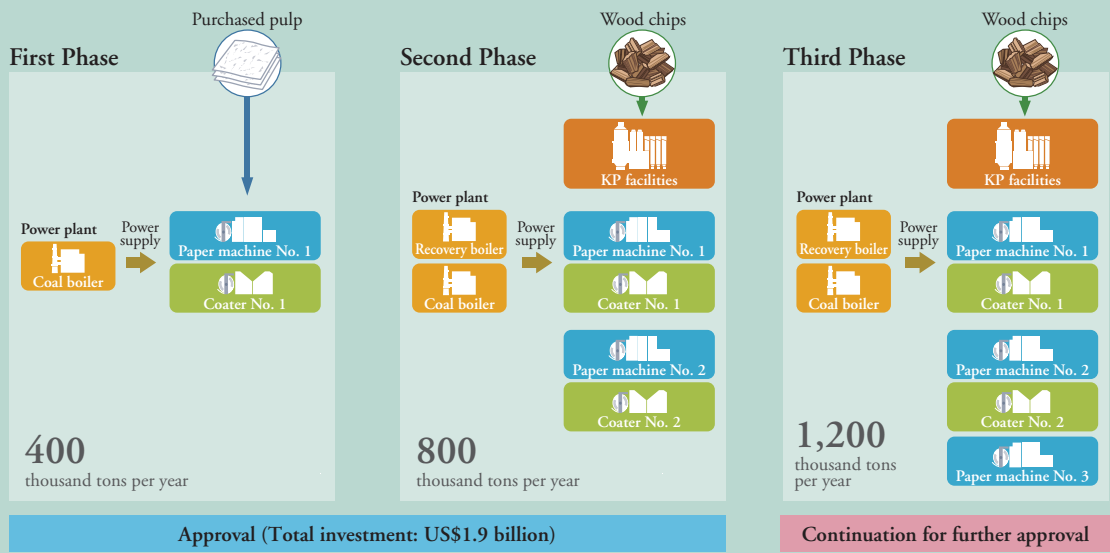 First Phase
Purchased pulp
Power plant
Coal boiler
Power
supply
Paper machine No. 1
Coater No. 1
400
thousand tons per year
Second Phase
Wood chips
KP facilities
Power plant
Recovery boiler
Coal boiler
Power
supply
Paper machine No. 1
Coater No. 1
Paper machine No. 2
Coater No. 2
800
thousand tons per year
Approval (Total investment: US$1.9 billion)
Third Phase
Wood chips
KP facilities
Power plant
Recovery boiler
Coal boiler
Power
supply
Paper machine No. 1
Coater No. 1
Paper machine No. 2
Coater No. 2
Paper machine No. 3
1,200
thousand tons
per year
Continuation for further approval